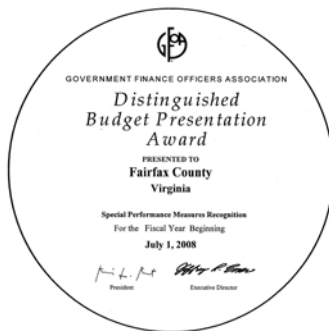 GFOA
GOVERNMENT FINANCE OFFICERS ASSOCIATION
Distinguished
Budget Presentation
Award
PRESENTED TO
Fairfax County
Virginia
Special Performance Measures Recognition
For the Fiscal Year Beginning
July 1, 2008
President
Executive Director